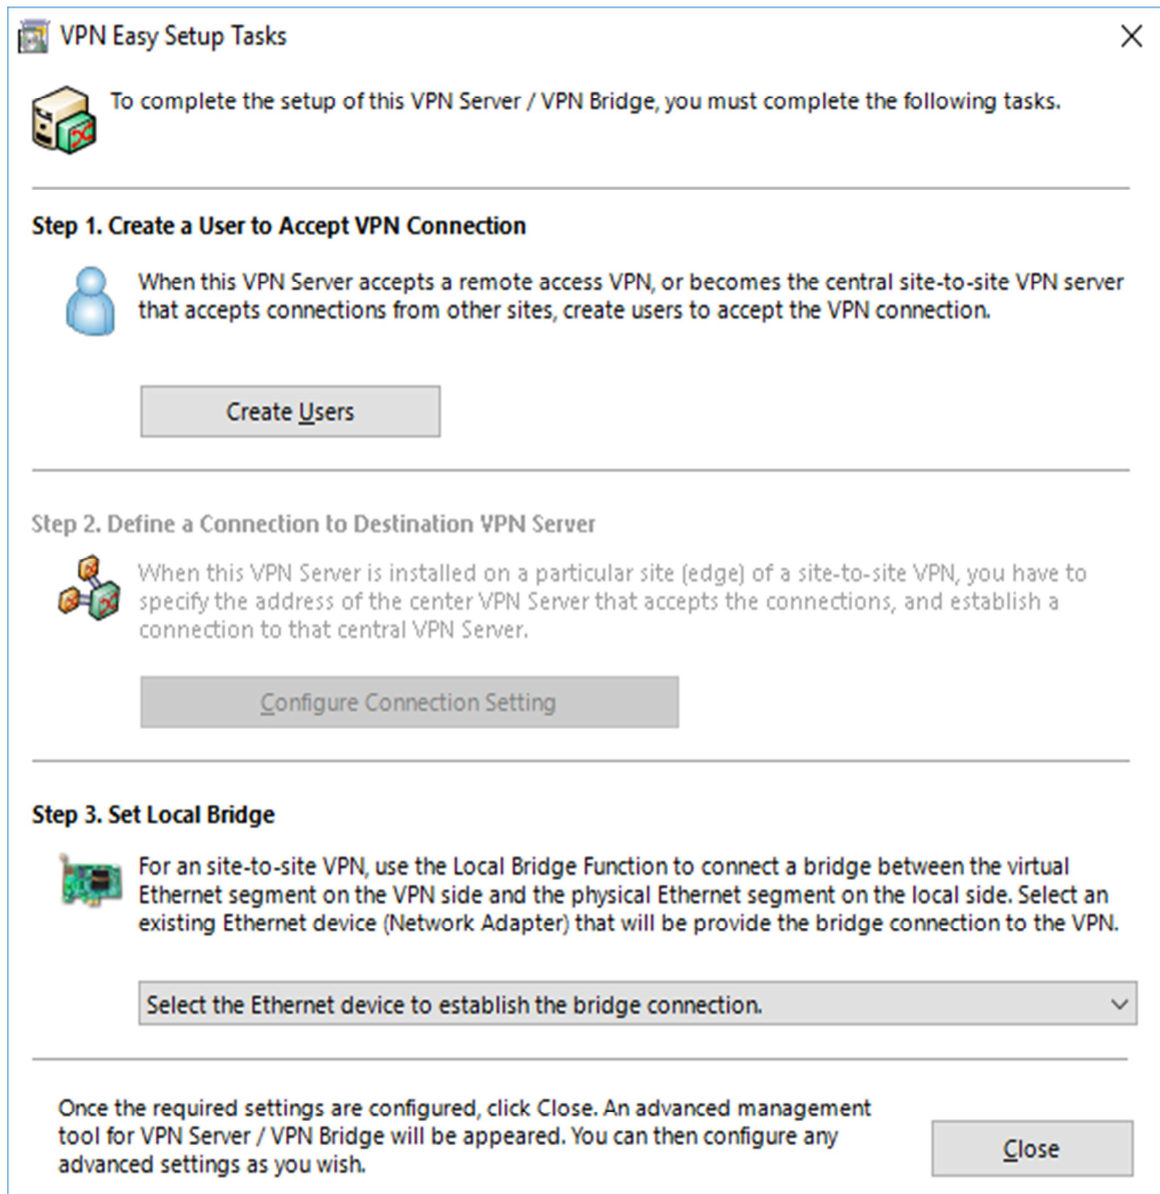 VPN Easy Setup Tasks
To complete the setup of this VPN Server / VPN Bridge, you must complete the following tasks.
Step 1. Create a User to Accept VPN Connection
When this VPN Server accepts a remote access VPN, or becomes the central site-to-site VPN server
that accepts connections from other sites, create users to accept the VPN connection.
Create Users
Step 2. Define a Connection to Destination VPN Server
When this VPN Server is installed on a particular site (edge) of a site-to-site VPN, you have to
specify the address of the center VPN Server that accepts the connections, and establish a
connection to that central VPN Server.
Configure Connection Setting
Step 3. Set Local Bridge
For an site-to-site VPN, use the Local Bridge Function to connect a bridge between the virtual
Ethernet segment on the VPN side and the physical Ethernet segment on the local side. Select an
existing Ethernet device (Network Adapter) that will be provide the bridge connection to the VPN.
Select the Ethernet device to establish the bridge connection.
Once the required settings are configured, click Close. An advanced management
tool for VPN Server / VPN Bridge will be appeared. You can then configure any
advanced settings as you wish.
Close